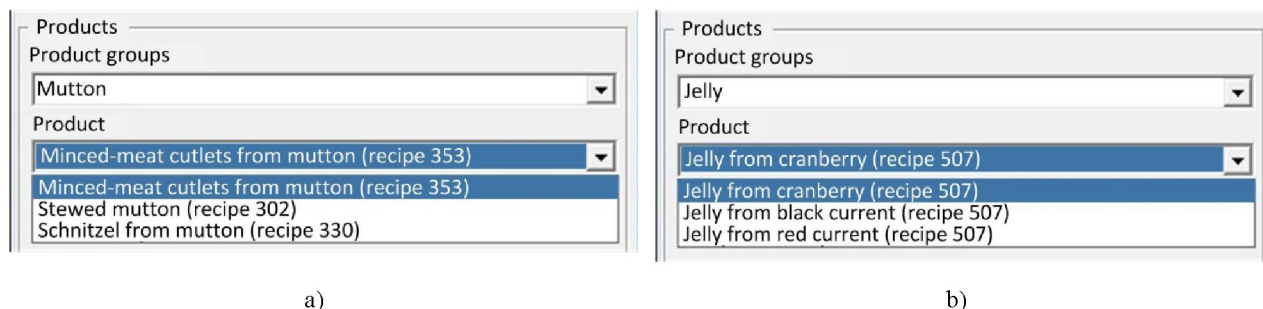 Products
Product groups
Mutton
Product
Minced-meat cutlets from mutton (recipe 353)
Minced-meat cutlets from mutton (recipe 353)
Stewed mutton (recipe 302)
Schnitzel from mutton (recipe 330)
a)
Products
Product groups
Jelly
Product
Jelly from cranberry (recipe 507)
Jelly from cranberry (recipe 507)
Jelly from black current (recipe 507)
Jelly from red current (recipe 507)
b)